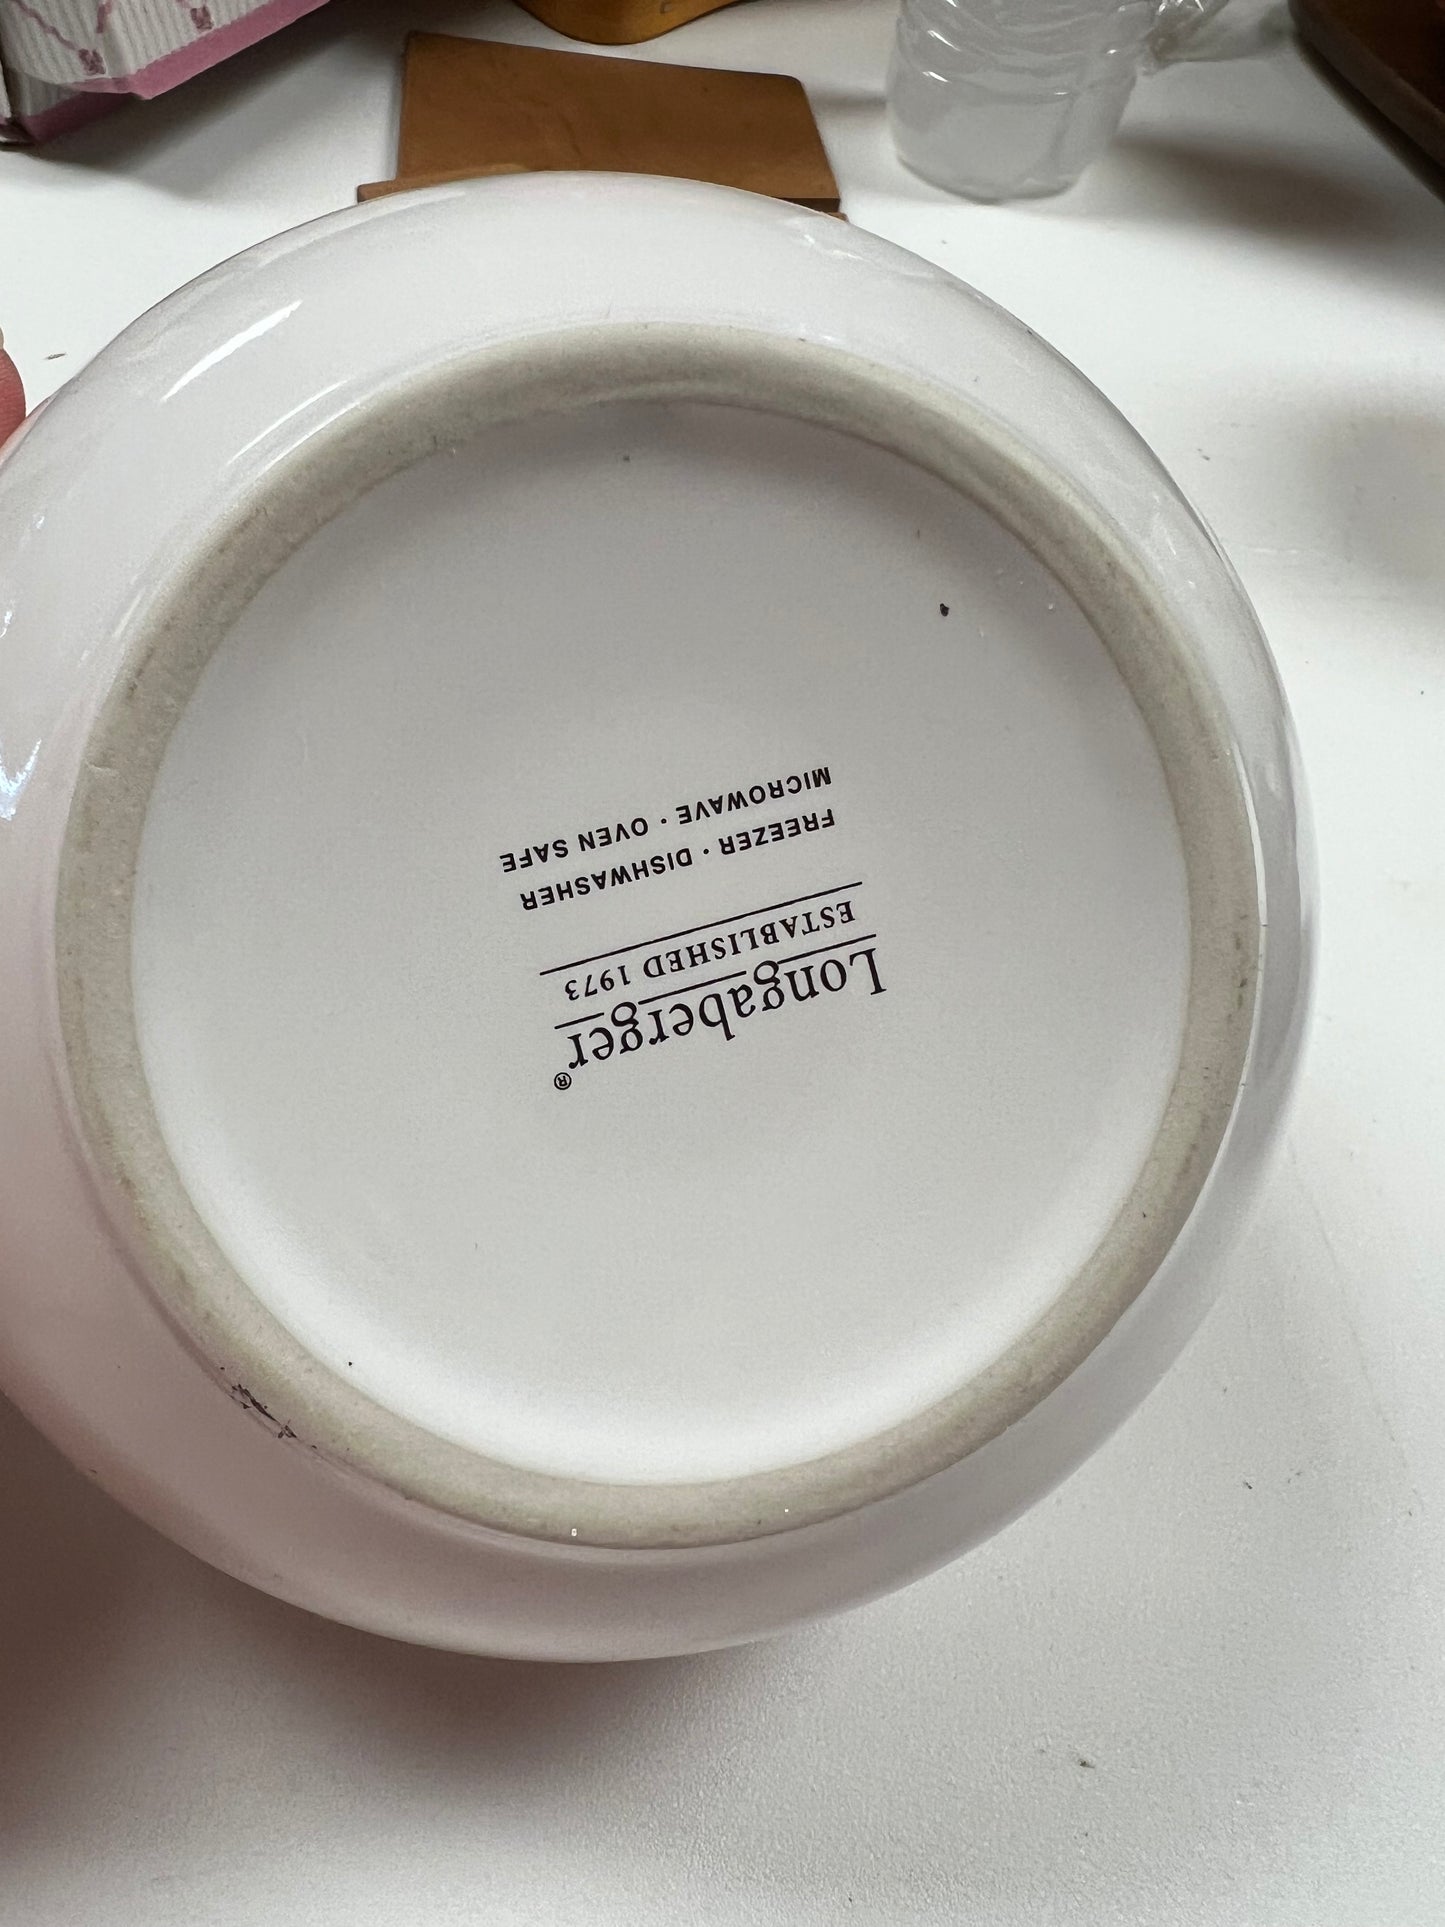 Longaberger®
ESTABLISHED 1973
FREEZER · DISHWASHER
MICROWAVE · OVEN SAFE